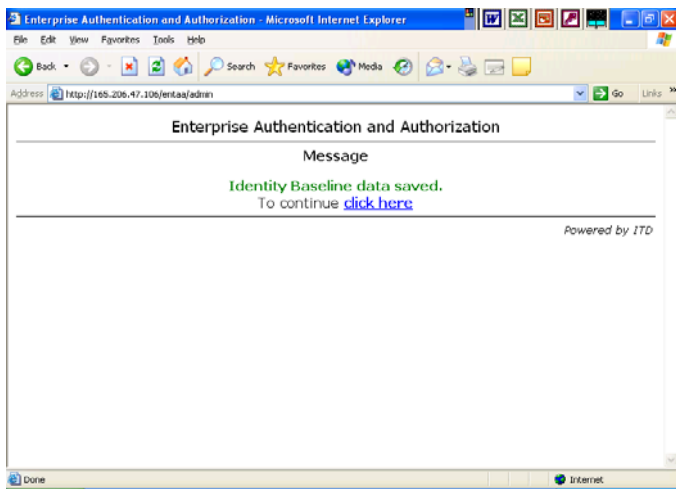 Enterprise Authentication and Authorization - Microsoft Internet Explorer
File Edit View Favorites Tools Help
Back Search Favorites Media
Address http://165.206.47.106/entaa/admin Go Links »
Enterprise Authentication and Authorization
Message
Identity Baseline data saved.
To continue click here
Powered by ITD
Done Internet